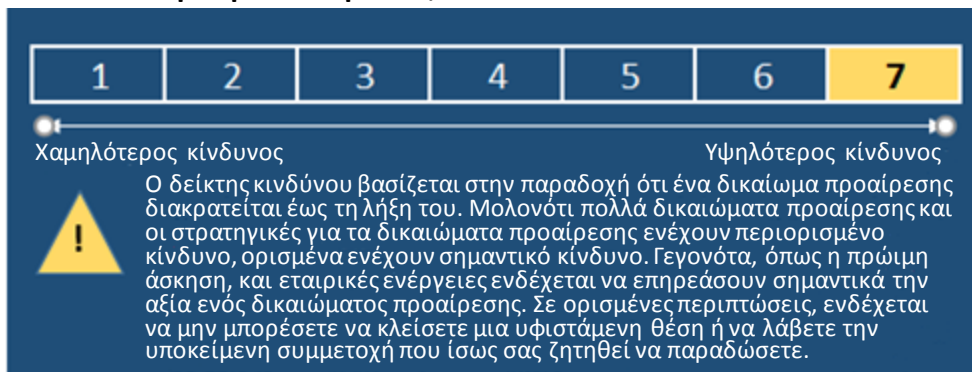 1 2 3 4 5 6 7
Χαμηλότερος κίνδυνος Υψηλότερος κίνδυνος
Ο δείκτης κινδύνου βασίζεται στην παραδοχή ότι ένα δικαίωμα προαίρεσης
διακρατείται έως τη λήξη του. Μολονότι πολλά δικαιώματα προαίρεσης και
οι στρατηγικές για τα δικαιώματα προαίρεσης ενέχουν περιορισμένο
κίνδυνο, ορισμένα ενέχουν σημαντικό κίνδυνο. Γεγονότα, όπως η πρώιμη
άσκηση, και εταιρικές ενέργειες ενδέχεται να επηρεάσουν σημαντικά την
αξία ενός δικαιώματος προαίρεσης. Σε ορισμένες περιπτώσεις, ενδέχεται
να μην μπορέσετε να κλείσετε μια υφιστάμενη θέση ή να λάβετε την
υποκείμενη συμμετοχή που ίσως σας ζητηθεί να παραδώσετε.
!